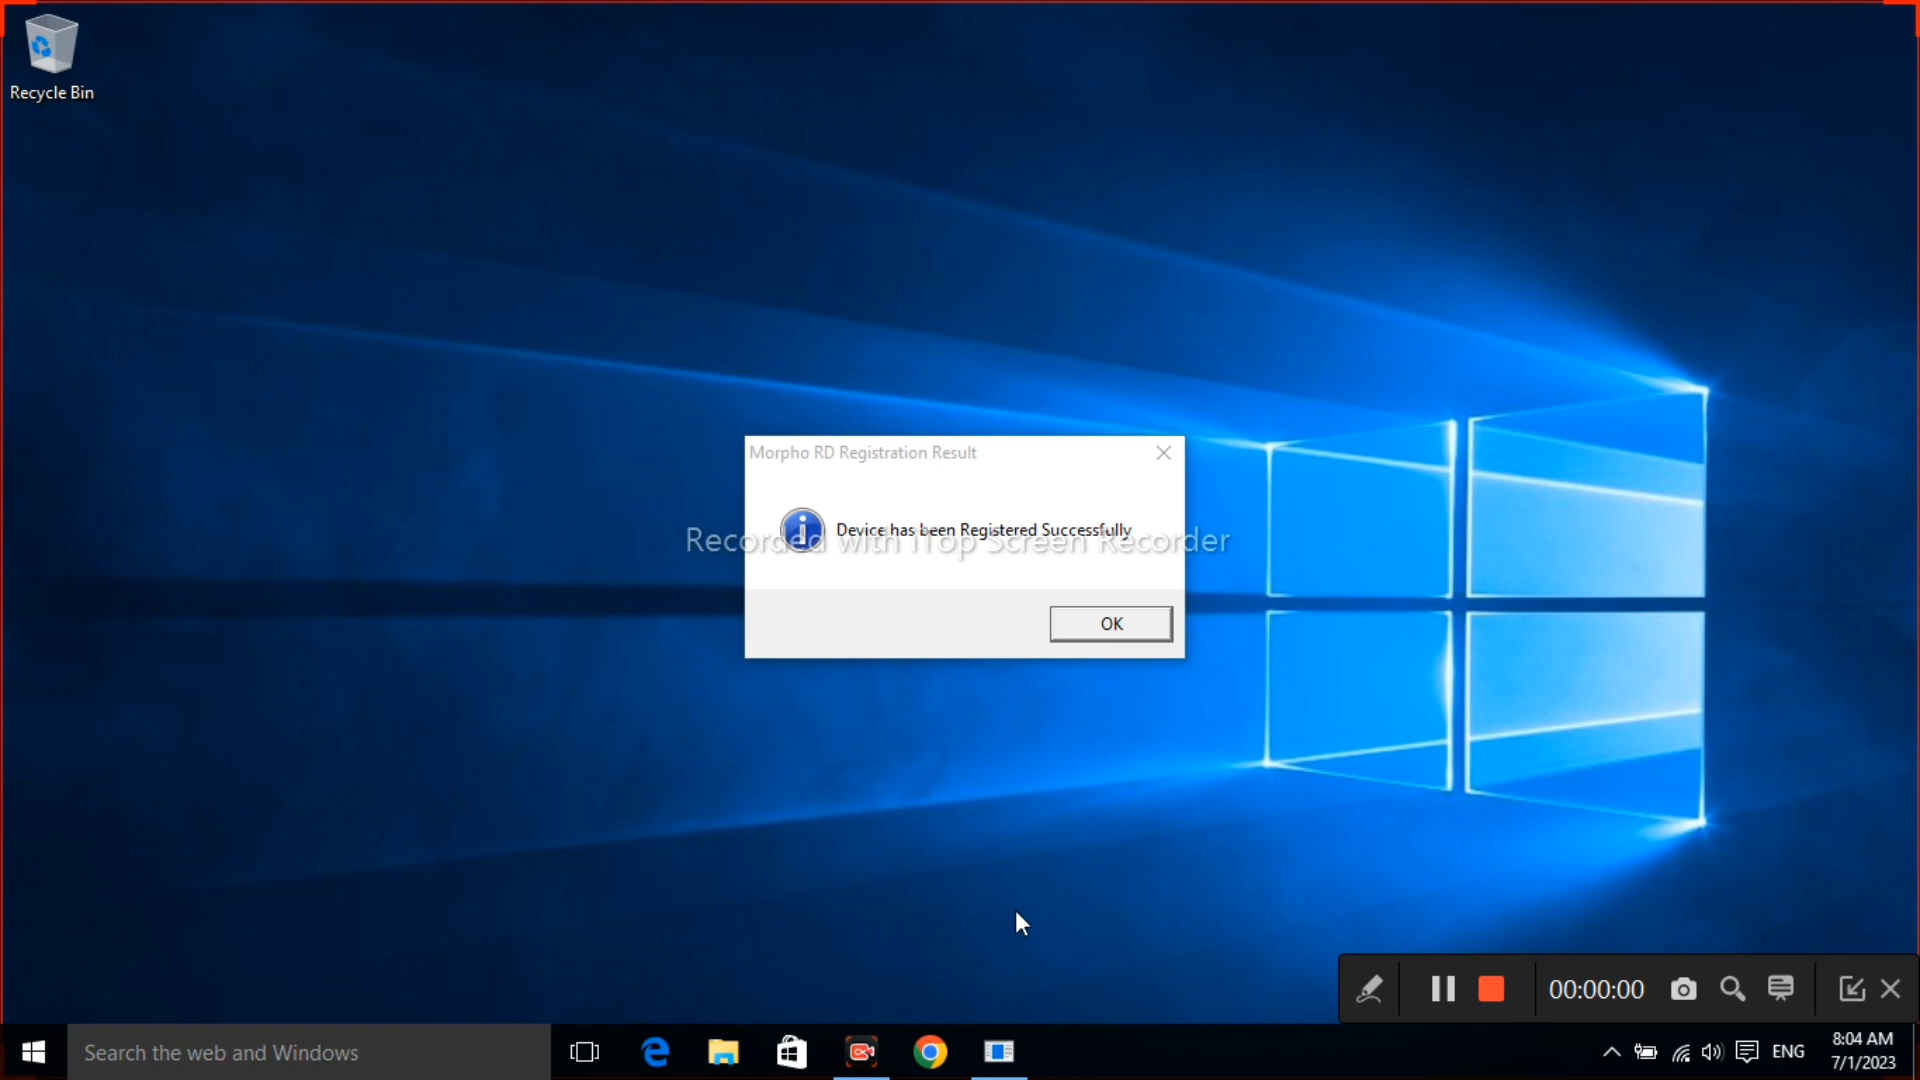 Recycle Bin
Morpho RD Registration Result
Device has been Registered Successfully
Recorded with iTop Screen Recorder
OK
00:00:00
Search the web and Windows
ENG
8:04 AM
7/1/2023